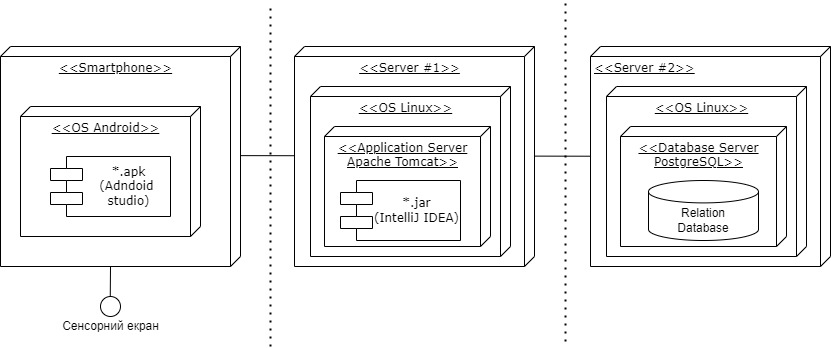 <<Smartphone>>
<<OS Android>>
*.apk
(Adndoid
studio)
Сенсорний екран
<<Server #1>>
<<OS Linux>>
<<Application Server
Apache Tomcat>>
*.jar
(IntelliJ IDEA)
<<Server #2>>
<<OS Linux>>
<<Database Server
PostgreSQL>>
Relation
Database